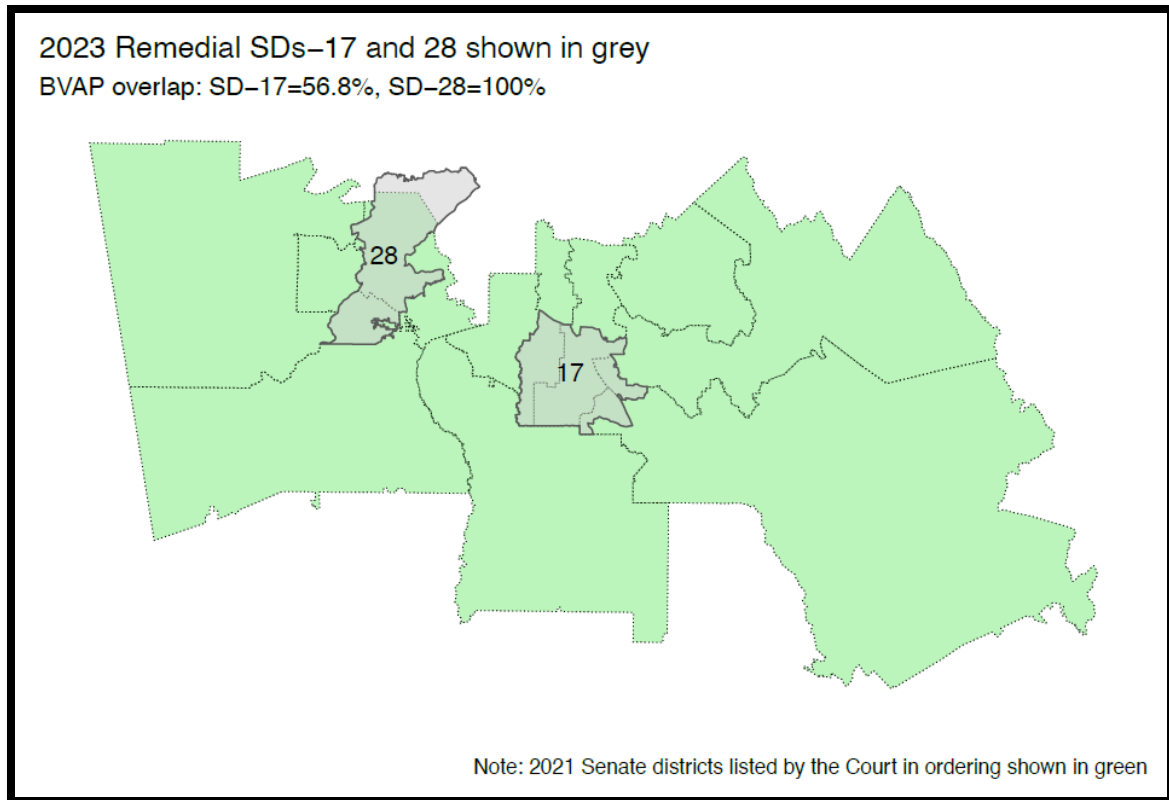 2023 Remedial SDs−17 and 28 shown in grey
BVAP overlap: SD−17=56.8%, SD−28=100%
28
17
Note: 2021 Senate districts listed by the Court in ordering shown in green